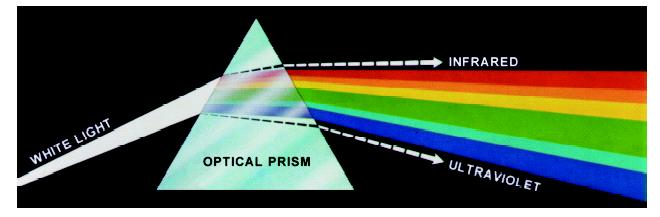 INFRARED
WHITE LIGHT
OPTICAL PRISM
ULTRAVIOLET